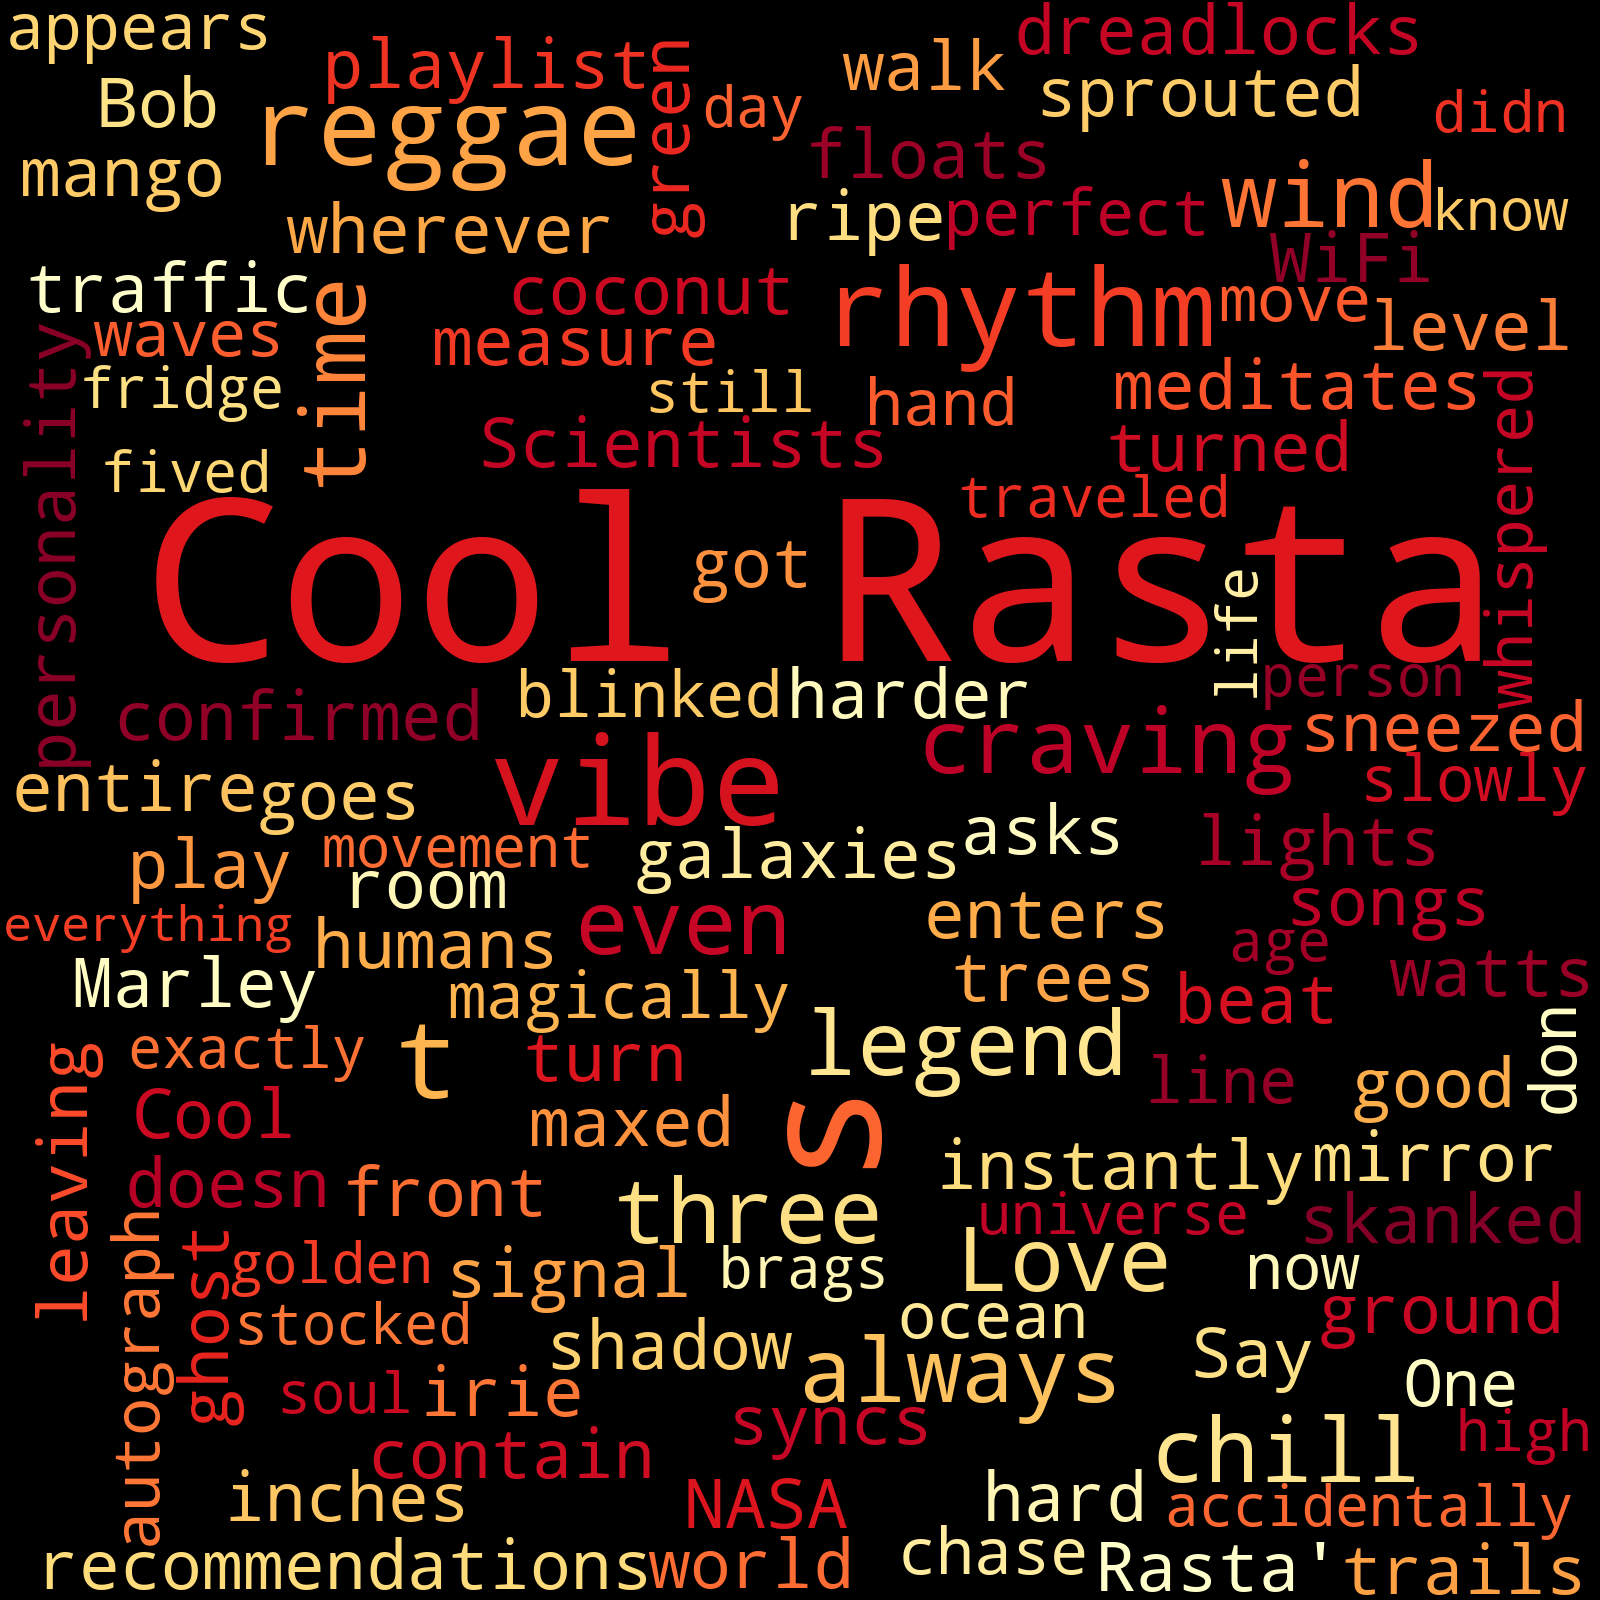 appears
dreadlocks
playlist
walk
Bob
reggae
green
day
sprouted
didn
mango
floats
wherever
ripe
perfect
wind
know
traffic
time
coconut
rhythm
WiFi
move
level
personality
waves
measure
fridge
still
hand
meditates
whispered
fived
Scientists
turned
traveled
Cool Rasta
got
life
confirmed
blinked
harder
person
craving
sneezed
entire
goes
vibe
slowly
play
movement
galaxies
asks
lights
room
everything
humans
even
enters
songs
age
Marley
magically
trees
beat
watts
leaving
exactly
t
turn
legend
line
good
don
Cool
maxed
s
instantly
mirror
doesn
front
three
universe
skanked
autograph
ghost
golden
signal
brags
Love
now
stocked
shadow
ocean
ground
always
Say
soul
irie
One
contain
syncs
chill
high
inches
NASA
hard
accidentally
recommendations
world
chase
Rasta'
trails